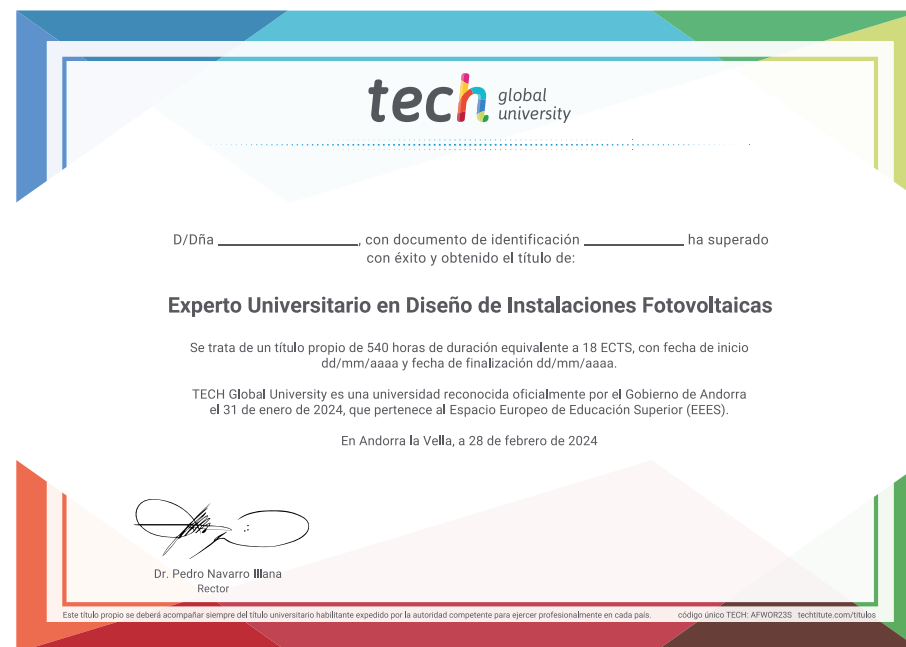 tech global university
D/Dña ____________, con documento de identificación ____________ ha superado
con éxito y obtenido el título de:
Experto Universitario en Diseño de Instalaciones Fotovoltaicas
Se trata de un título propio de 540 horas de duración equivalente a 18 ECTS, con fecha de inicio
dd/mm/aaaa y fecha de finalización dd/mm/aaaa.
TECH Global University es una universidad reconocida oficialmente por el Gobierno de Andorra
el 31 de enero de 2024, que pertenece al Espacio Europeo de Educación Superior (EEES).
En Andorra la Vella, a 28 de febrero de 2024
Dr. Pedro Navarro Illana
Rector
Este título propio se deberá acompañar siempre del título universitario habilitante expedido por la autoridad competente para ejercer profesionalmente en cada país. código único TECH: AFWOR23S techtitute.com/titulos